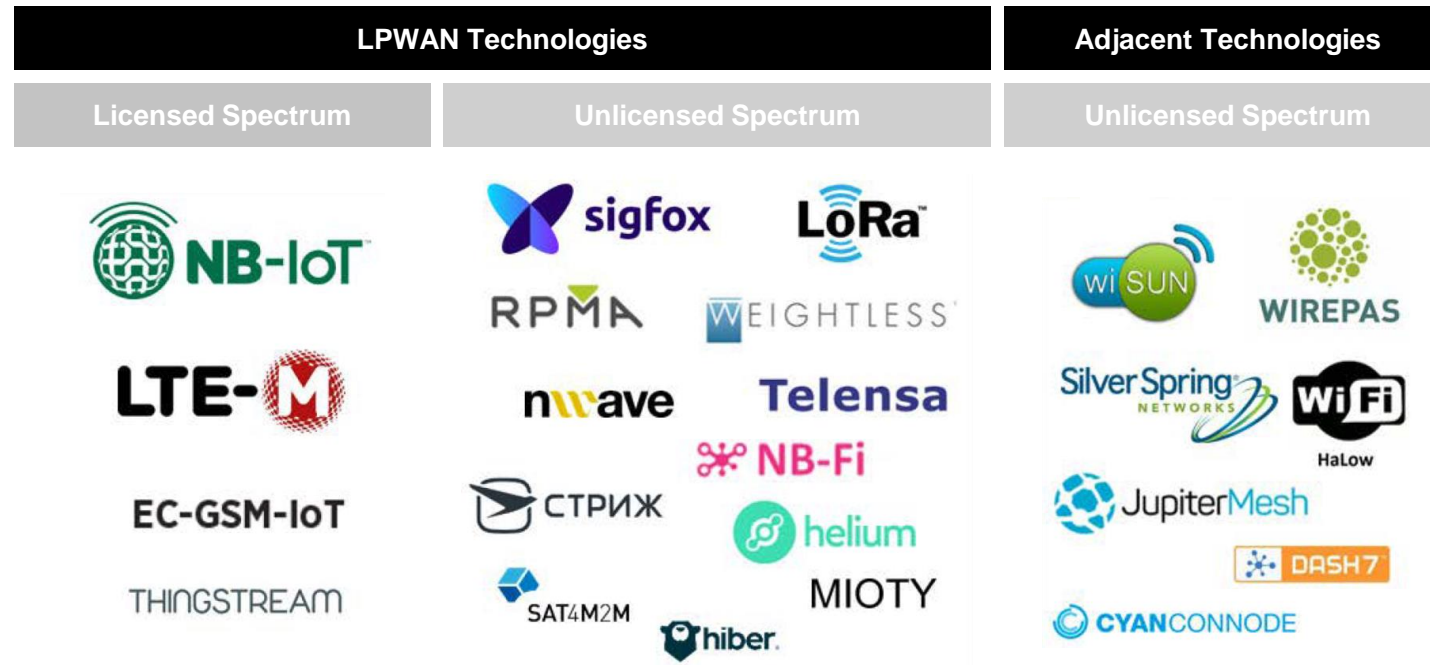 LPWAN Technologies
Adjacent Technologies
Licensed Spectrum
Unlicensed Spectrum
Unlicensed Spectrum
NB-IoT™
LTE-M
EC-GSM-IoT
THINGSTREAM
sigfox
LoRa™
RPMA
WEIGHTLESS
nwave
Telensa
NB-Fi
СТРИЖ
helium
SAT4M2M
MIOTY
hiber.
wi SUN
WIREPAS
Silver Spring
NETWORKS
Wi Fi
HaLow
JupiterMesh
DASH7
CYANCONNODE